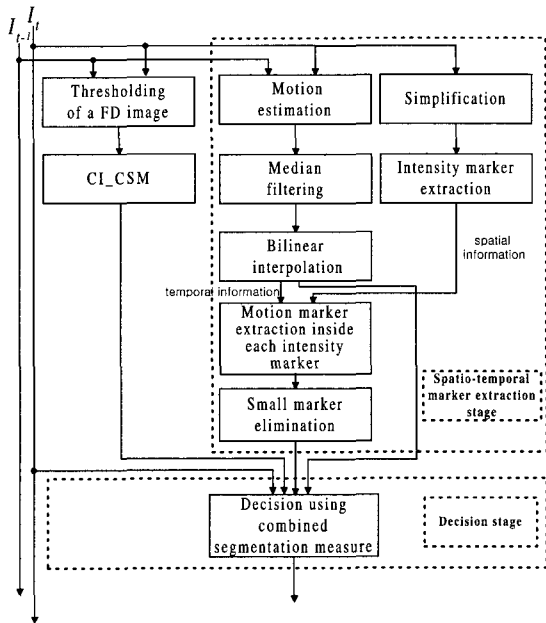 I_{t-1} I_t
Thresholding
of a FD image
Motion
estimation
Simplification
CI_CSM
Median
filtering
Intensity marker
extraction
Bilinear
interpolation
spatial
information
temporal information
Motion marker
extraction inside
each intensity
marker
Small marker
elimination
Spatio-temporal
marker extraction
stage
Decision using
combined
segmentation
measure
Decision stage